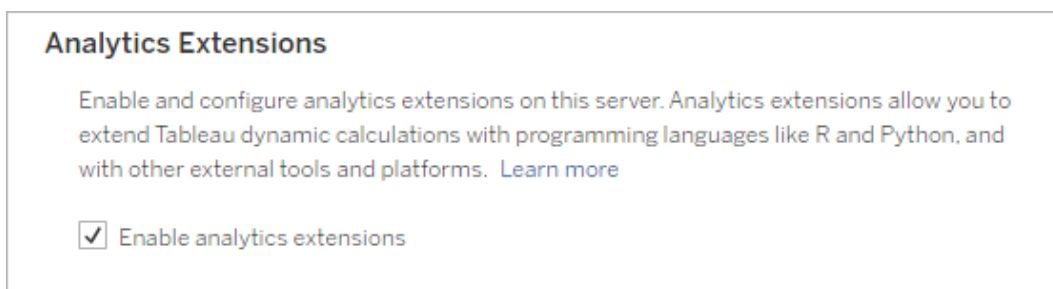 Analytics Extensions
Enable and configure analytics extensions on this server. Analytics extensions allow you to
extend Tableau dynamic calculations with programming languages like R and Python, and
with other external tools and platforms. Learn more
Enable analytics extensions